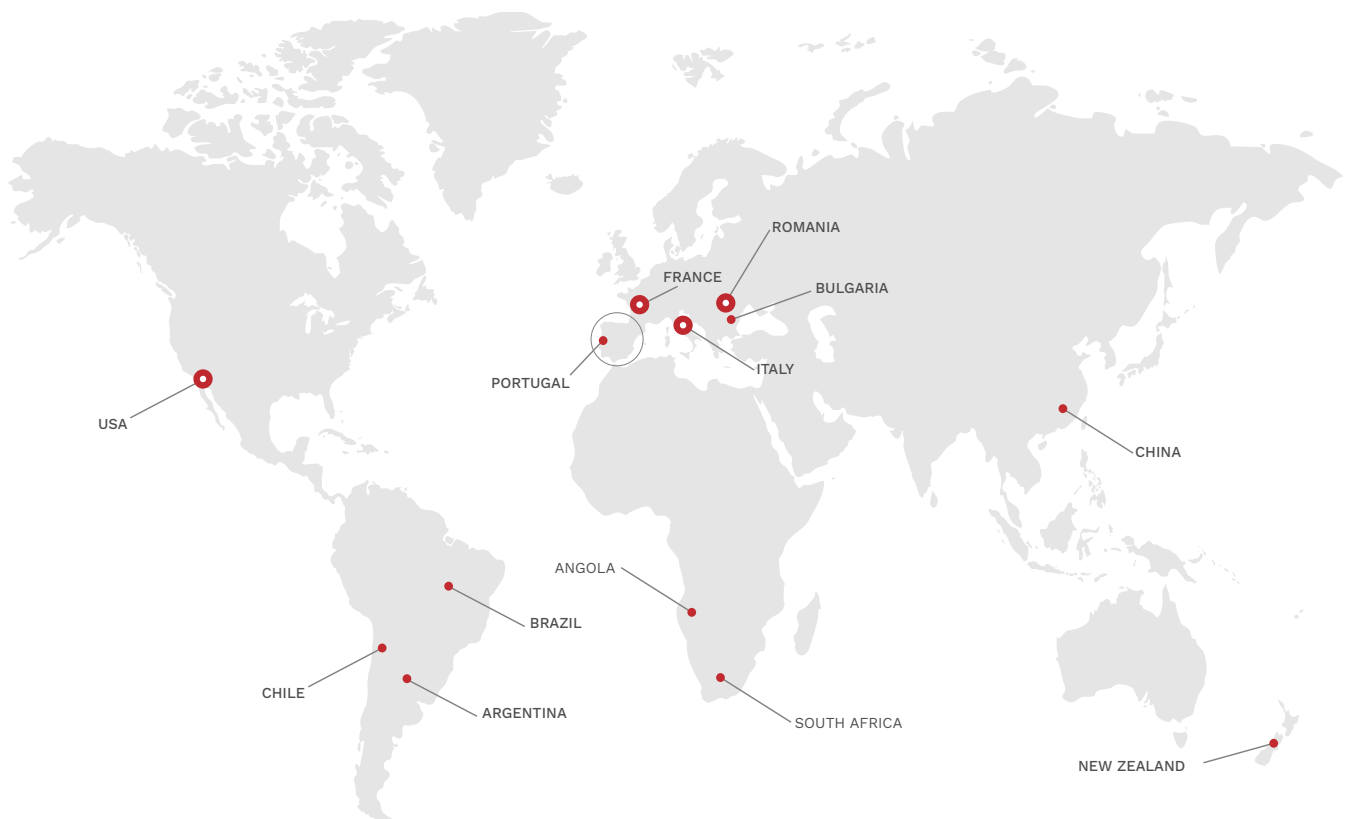 ROMANIA
FRANCE
BULGARIA
ITALY
PORTUGAL
USA
CHINA
ANGOLA
BRAZIL
CHILE
ARGENTINA
SOUTH AFRICA
NEW ZEALAND